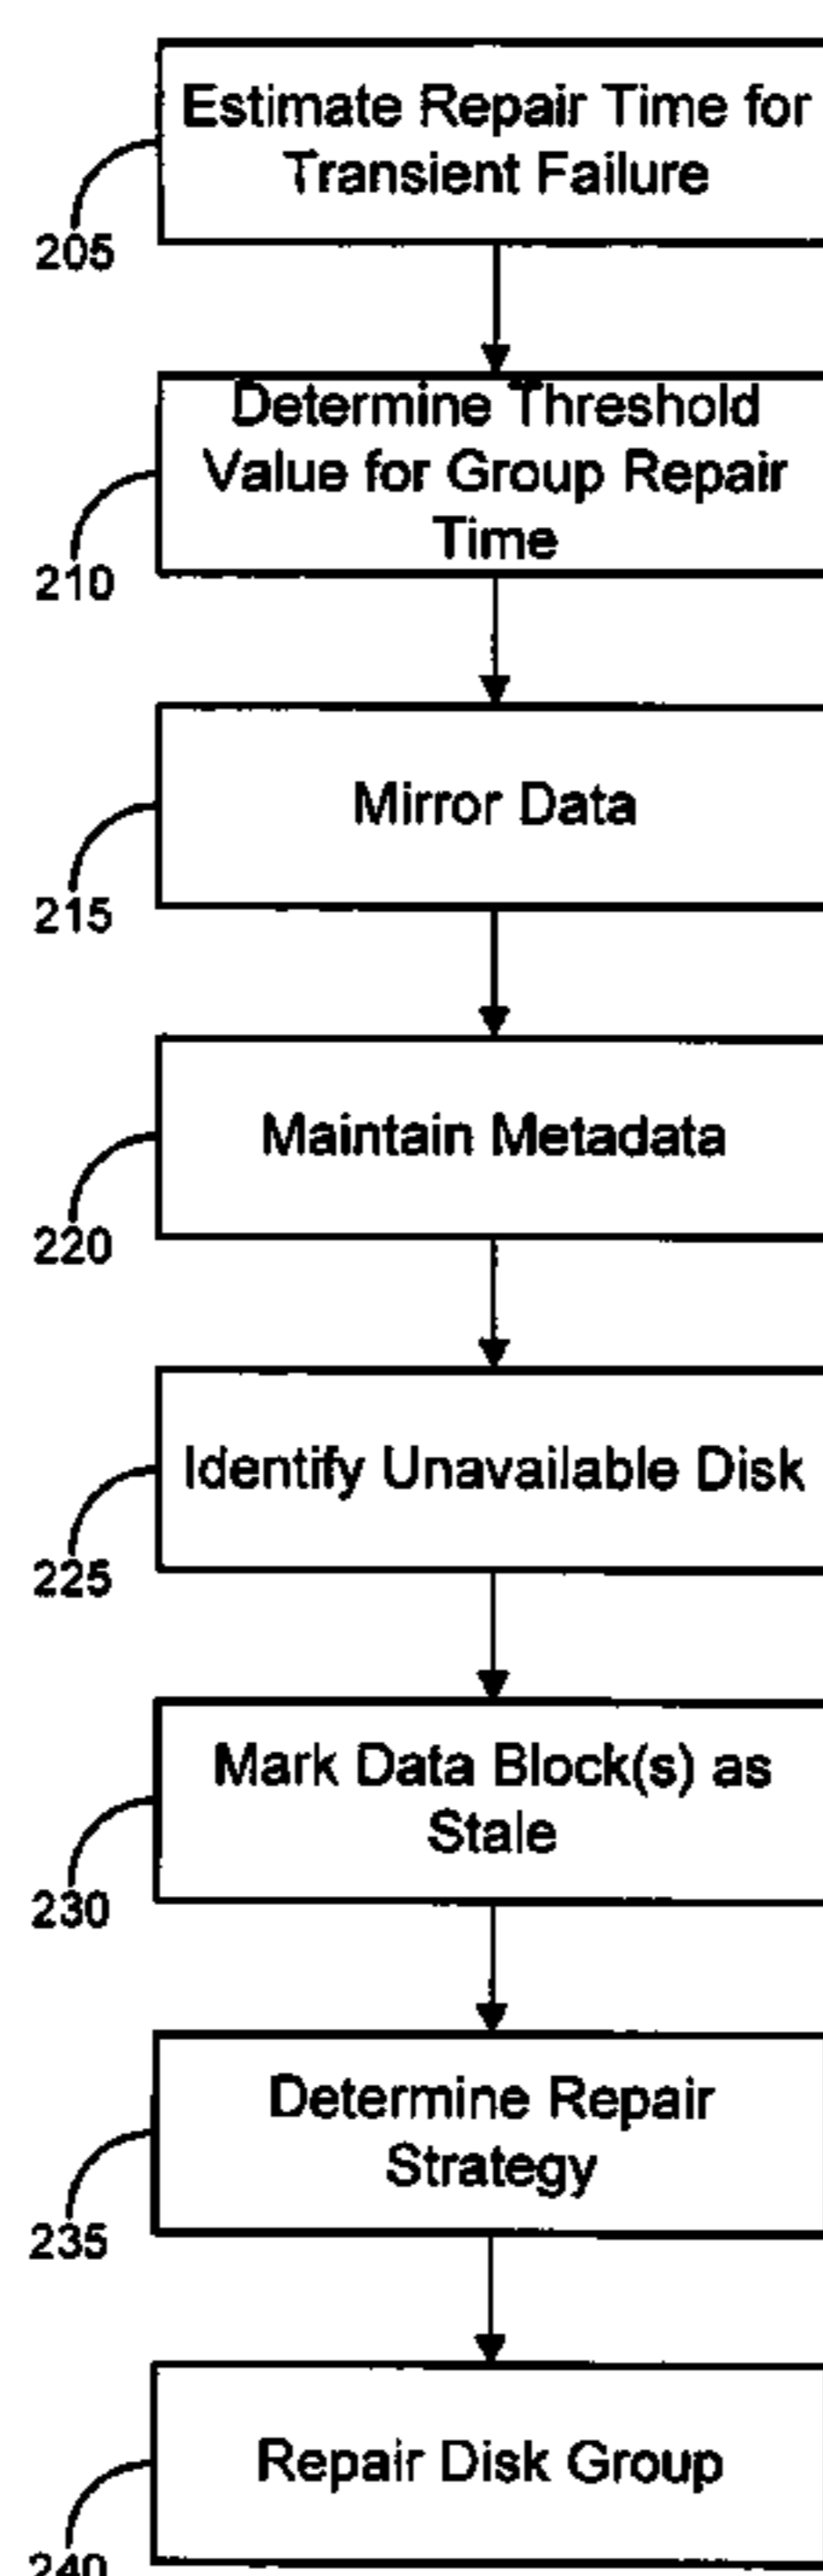 Estimate Repair Time for
Transient Failure
205
Determine Threshold
Value for Group Repair
Time
210
Mirror Data
215
Maintain Metadata
220
Identify Unavailable Disk
225
Mark Data Block(s) as
Stale
230
Determine Repair
Strategy
235
Repair Disk Group
240